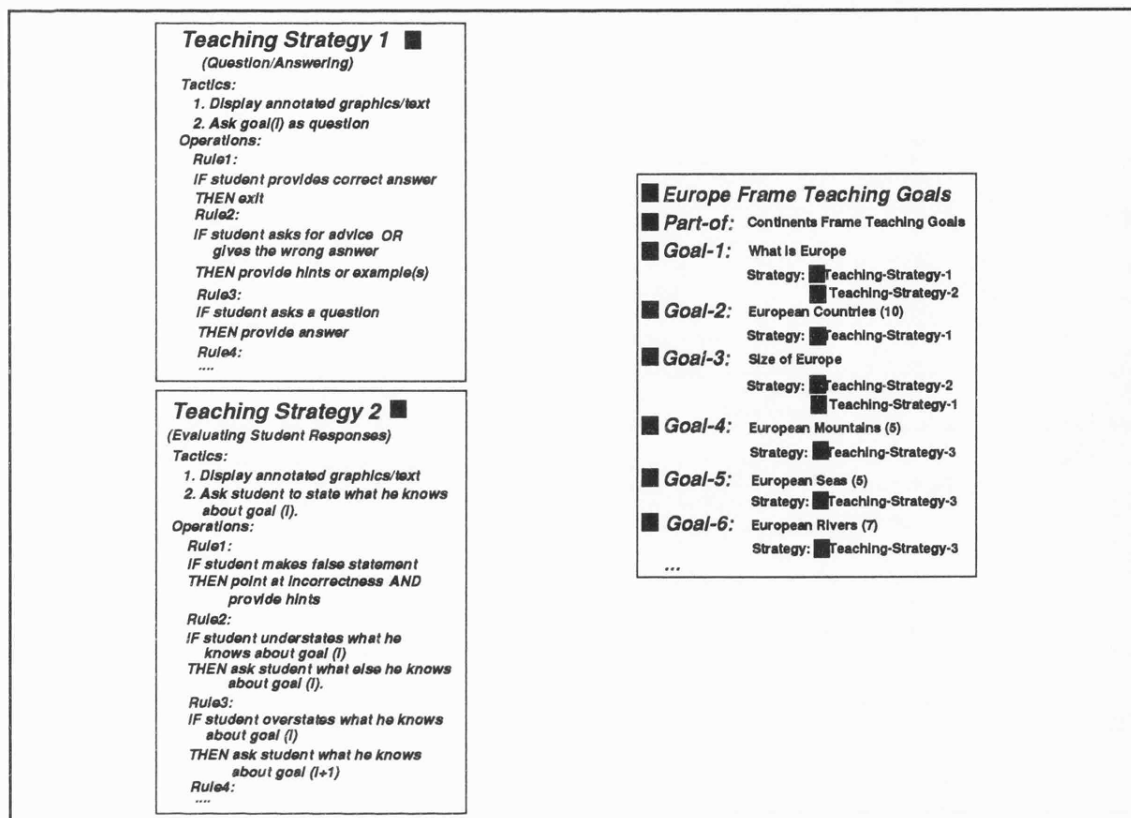 Teaching Strategy 1
(Question/Answering)
Tactics:
1. Display annotated graphics/text
2. Ask goal(I) as question
Operations:
Rule1:
IF student provides correct answer
THEN exit
Rule2:
IF student asks for advice OR
gives the wrong asnwer
THEN provide hints or example(s)
Rule3:
IF student asks a question
THEN provide answer
Rule4:
....
Teaching Strategy 2
(Evaluating Student Responses)
Tactics:
1. Display annotated graphics/text
2. Ask student to state what he knows
about goal (I).
Operations:
Rule1:
IF student makes false statement
THEN point at incorrectness AND
provide hints
Rule2:
IF student understates what he
knows about goal (I)
THEN ask student what else he knows
about goal (I).
Rule3:
IF student overstates what he knows
about goal (I)
THEN ask student what he knows
about goal (I+1)
Rule4:
....
Europe Frame Teaching Goals
Part-of: Continents Frame Teaching Goals
Goal-1: What is Europe
Strategy: Teaching-Strategy-1
Teaching-Strategy-2
Goal-2: European Countries (10)
Strategy: Teaching-Strategy-1
Goal-3: Size of Europe
Strategy: Teaching-Strategy-2
Teaching-Strategy-1
Goal-4: European Mountains (5)
Strategy: Teaching-Strategy-3
Goal-5: European Seas (5)
Strategy: Teaching-Strategy-3
Goal-6: European Rivers (7)
Strategy: Teaching-Strategy-3
...